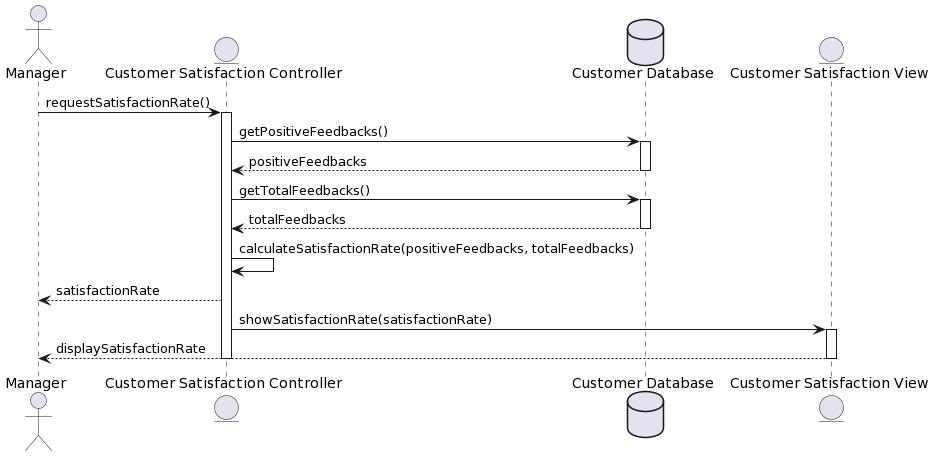 Manager
Customer Satisfaction Controller
Customer Database
Customer Satisfaction View
requestSatisfactionRate()
getPositiveFeedbacks()
positiveFeedbacks
getTotalFeedbacks()
totalFeedbacks
calculateSatisfactionRate(positiveFeedbacks, totalFeedbacks)
satisfactionRate
showSatisfactionRate(satisfactionRate)
displaySatisfactionRate
Manager
Customer Satisfaction Controller
Customer Database
Customer Satisfaction View